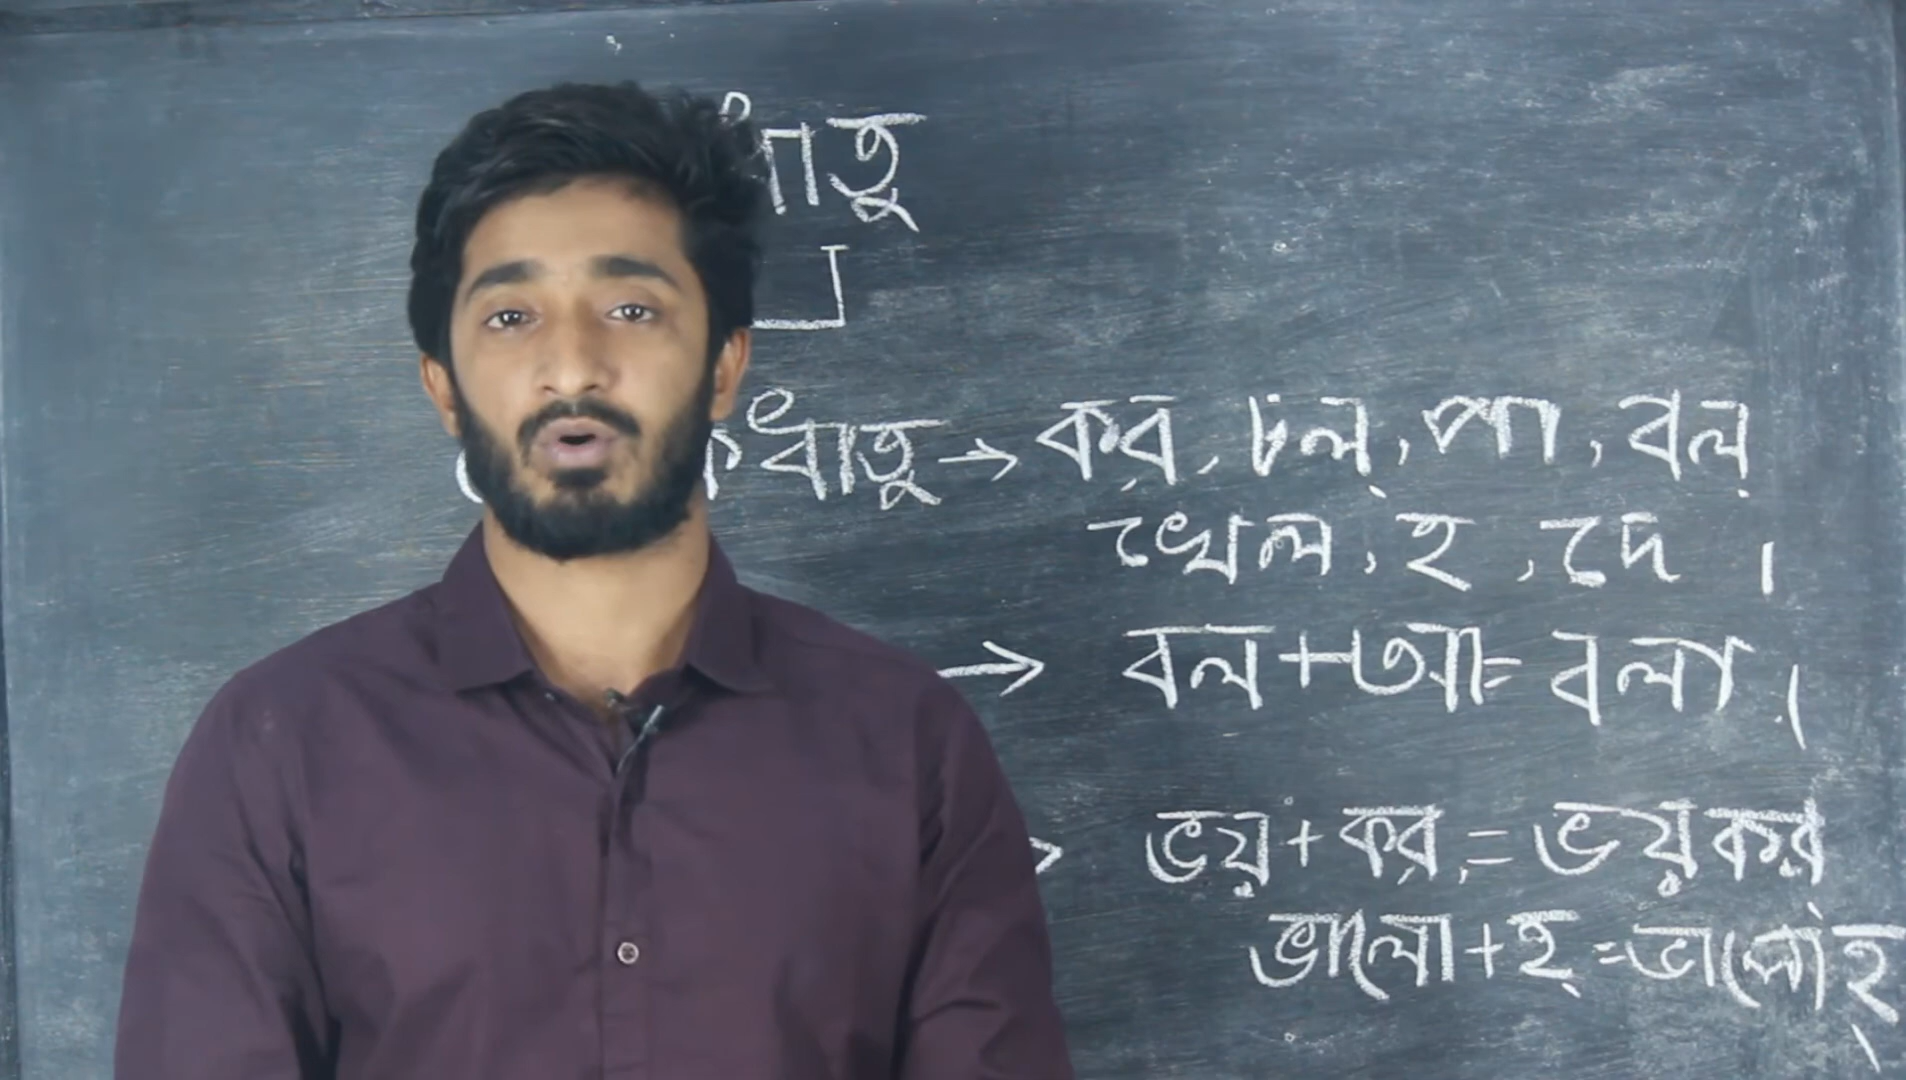 ধাতু
ধাতু → কর্, চল্, পা, বল্
খেল, হ, দে ।
→ বল+আ= বলা ।
ভয়+কর্ = ভয়কর্
ভালো+হ্ =ভালোহ্